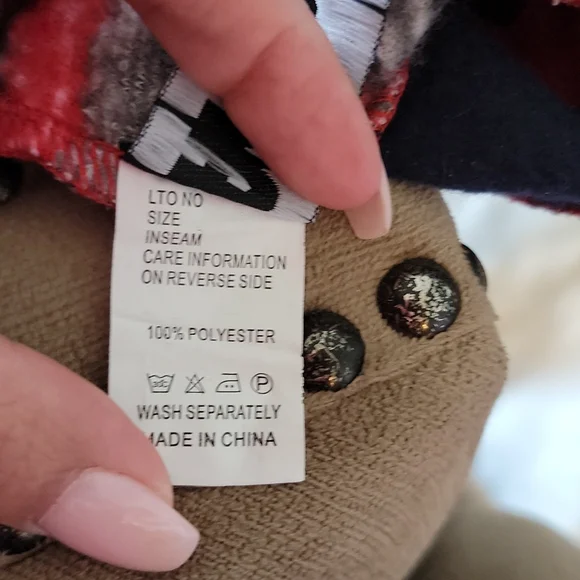 LTO NO
SIZE
INSEAM
CARE INFORMATION
ON REVERSE SIDE
100% POLYESTER
P
WASH SEPARATELY
MADE IN CHINA